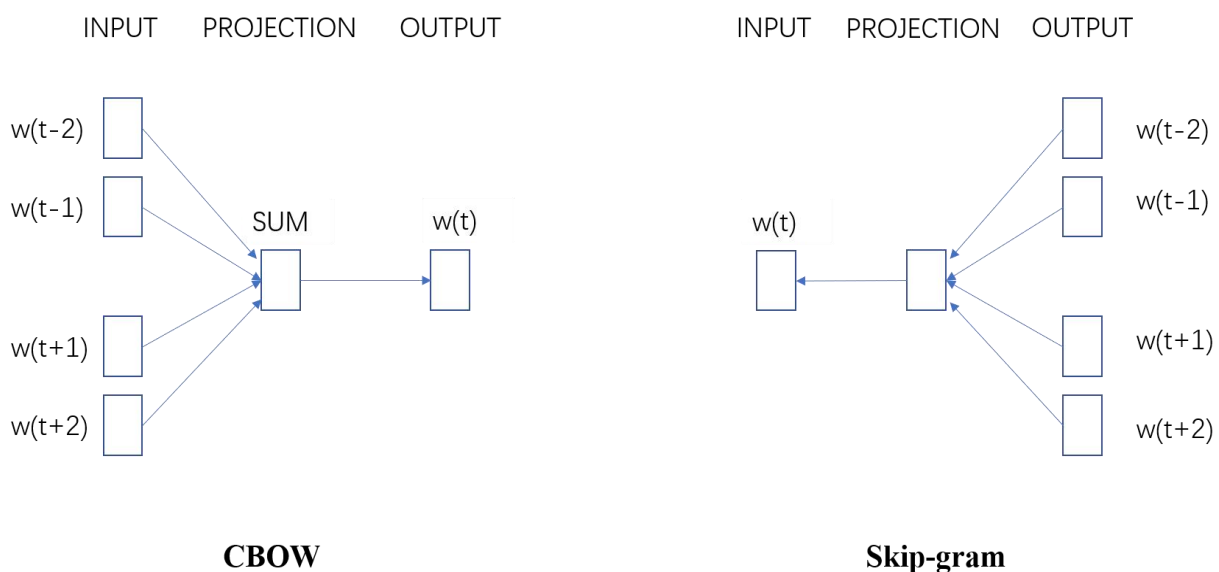 INPUT PROJECTION OUTPUT
w(t-2)
w(t-1)
SUM
w(t)
w(t+1)
w(t+2)
CBOW
INPUT PROJECTION OUTPUT
w(t-2)
w(t-1)
w(t)
w(t+1)
w(t+2)
Skip-gram